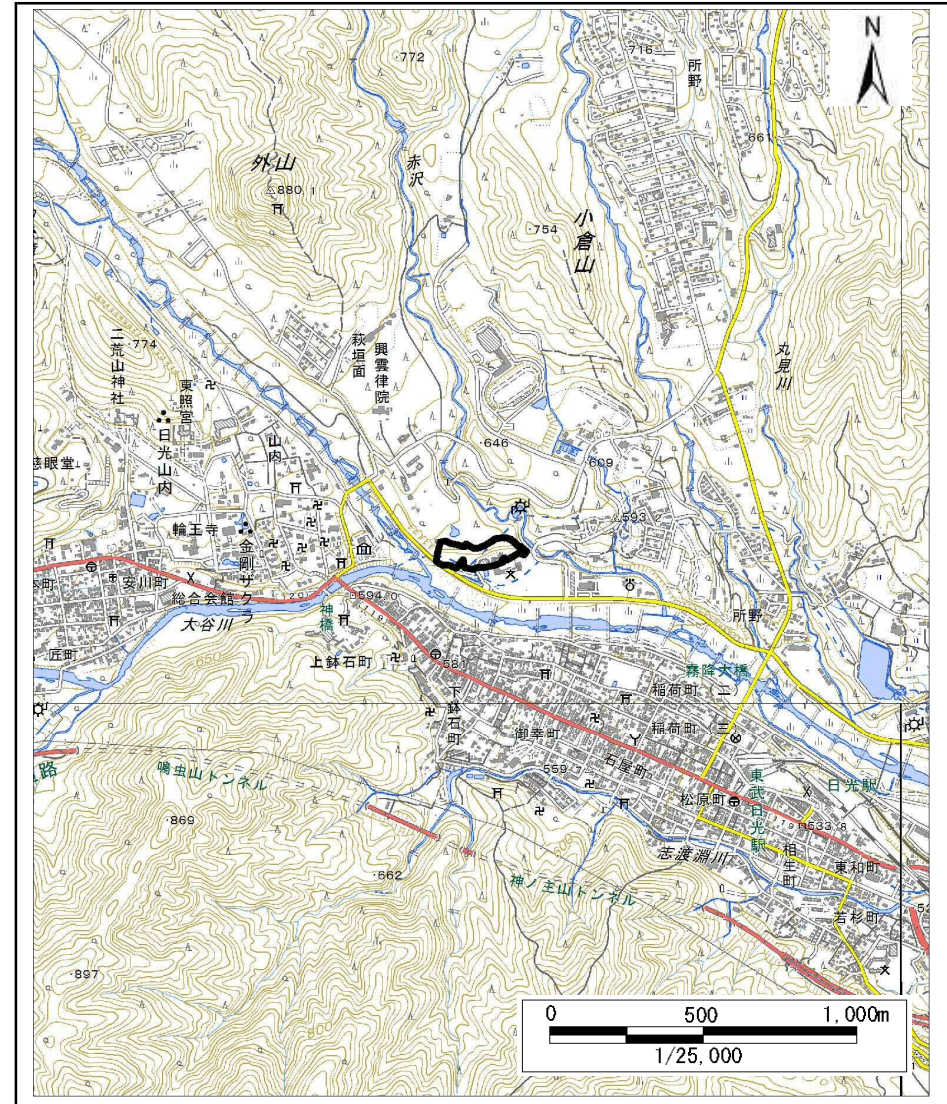 N
・772
716
所野
750
661
外山
880.1
赤沢
・754
小倉山
丸見川
二荒山神社
・774
東照宮
萩垣面
興雲律院
日光山内
山内
・646
609
慈眼堂
593.7
輪王寺
金剛ザクラ
安川町
総合会館
594.0
119
所野
大谷川
神橋
匠町
上鉢石町
581
霧降大橋
稲荷町(二)
下鉢石町
御幸町
稲荷町(三)
石屋町
559
鳴虫山トンネル
松原町
東武日光駅
日光駅
119
533.8
・869
志渡淵川
相生町
東和町
・662
神ノ主山トンネル
若杉町
・897
800
0 500 1,000m
1/25,000